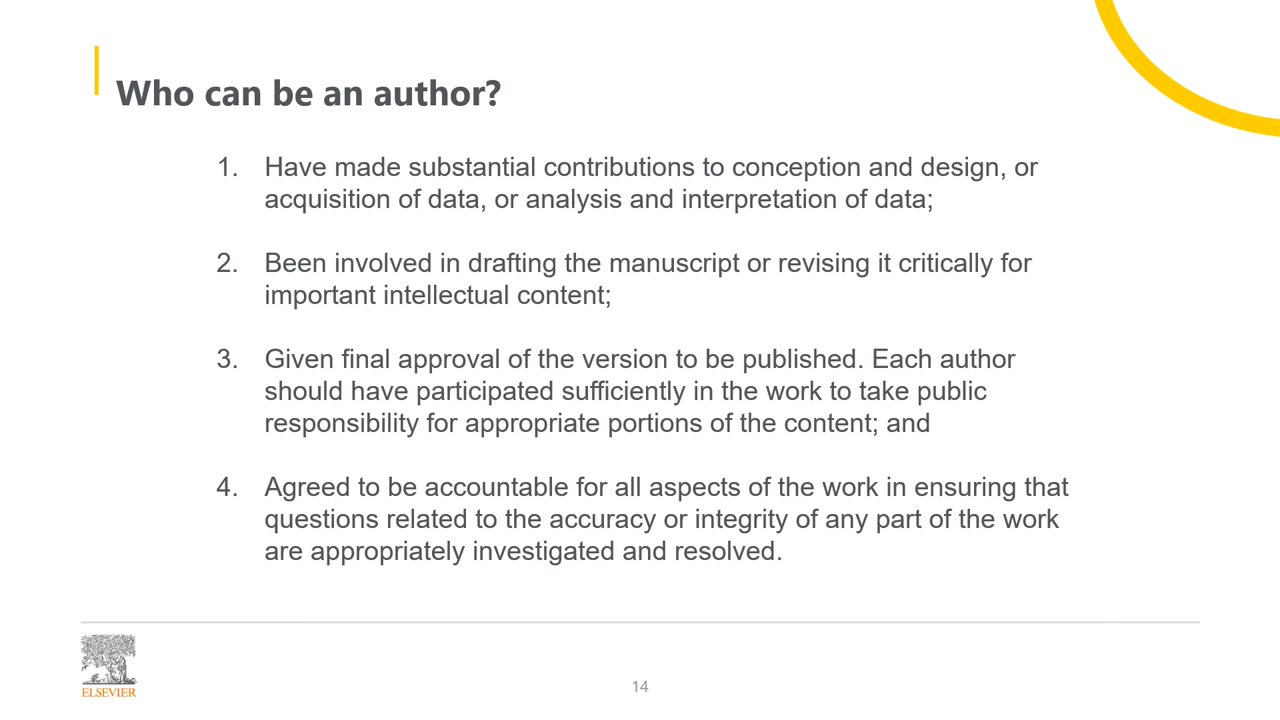 Who can be an author?
1. Have made substantial contributions to conception and design, or
acquisition of data, or analysis and interpretation of data;
2. Been involved in drafting the manuscript or revising it critically for
important intellectual content;
3. Given final approval of the version to be published. Each author
should have participated sufficiently in the work to take public
responsibility for appropriate portions of the content; and
4. Agreed to be accountable for all aspects of the work in ensuring that
questions related to the accuracy or integrity of any part of the work
are appropriately investigated and resolved.
ELSEVIER
14